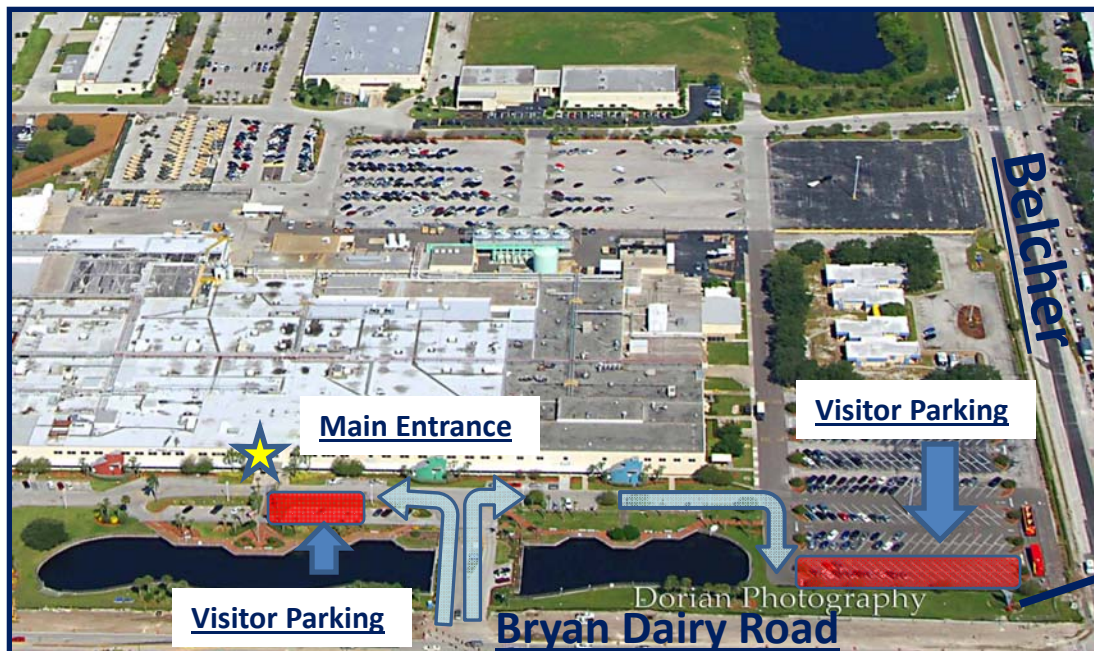 Belcher
Main Entrance
Visitor Parking
Visitor Parking
Dorian Photography
Bryan Dairy Road